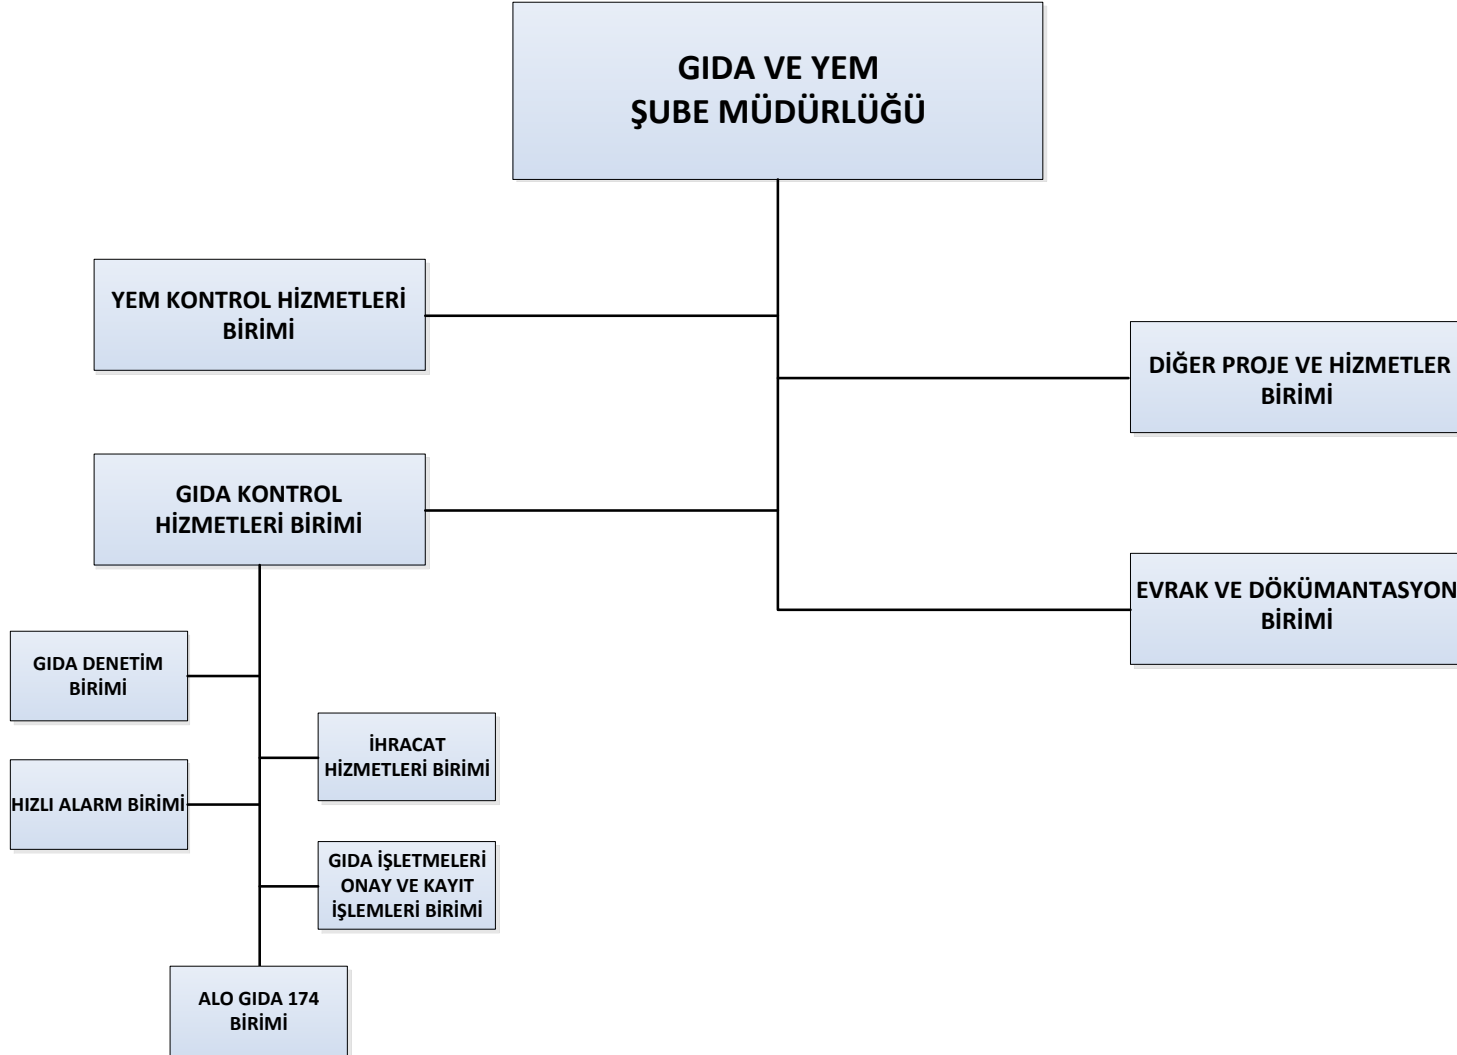 GIDA VE YEM
ŞUBE MÜDÜRLÜĞÜ
YEM KONTROL HİZMETLERİ
BİRİMİ
DİĞER PROJE VE HİZMETLER
BİRİMİ
GIDA KONTROL
HİZMETLERİ BİRİMİ
EVRAK VE DÖKÜMANTASYON
BİRİMİ
GIDA DENETİM
BİRİMİ
İHRACAT
HİZMETLERİ BİRİMİ
HIZLI ALARM BİRİMİ
GIDA İŞLETMELERİ
ONAY VE KAYIT
İŞLEMLERİ BİRİMİ
ALO GIDA 174
BİRİMİ